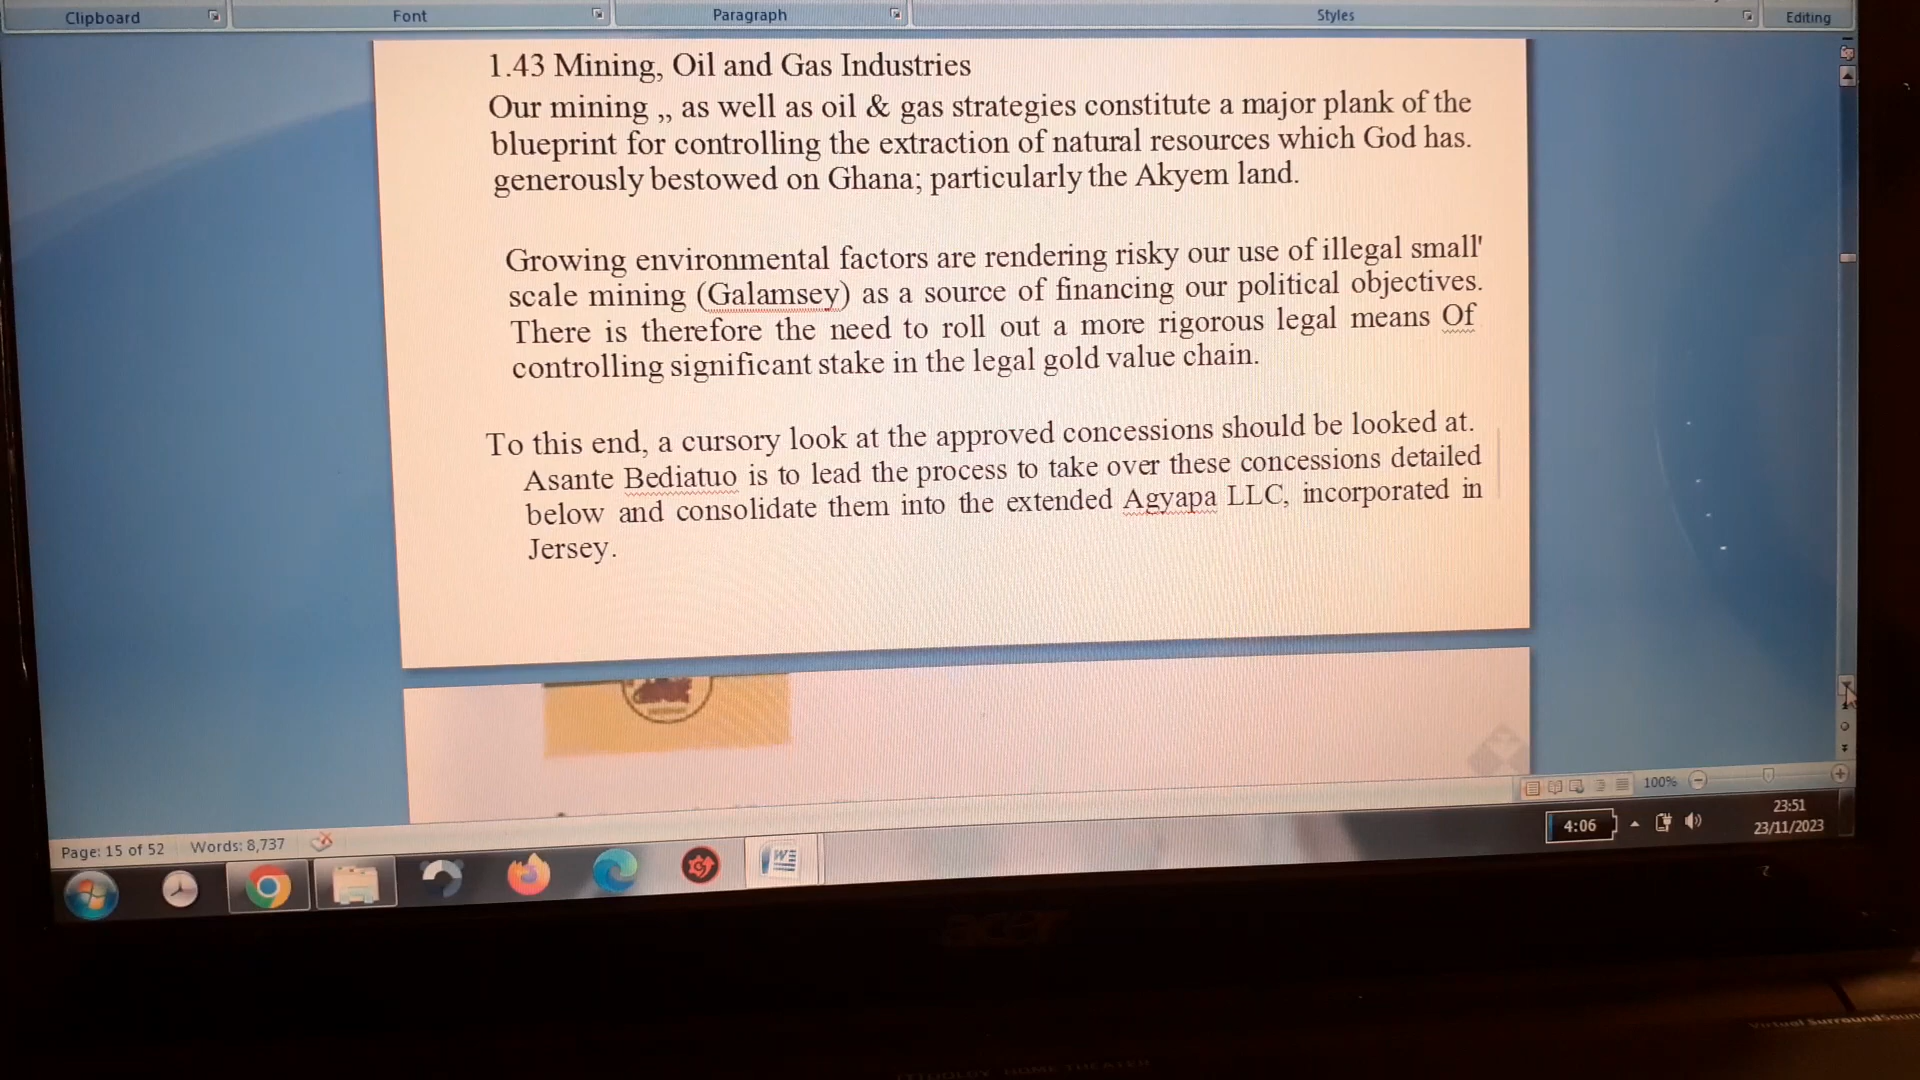 Clipboard
Font
Paragraph
Styles
Editing
1.43 Mining, Oil and Gas Industries
Our mining ,, as well as oil & gas strategies constitute a major plank of the
blueprint for controlling the extraction of natural resources which God has.
generously bestowed on Ghana; particularly the Akyem land.
Growing environmental factors are rendering risky our use of illegal small'
scale mining (Galamsey) as a source of financing our political objectives.
There is therefore the need to roll out a more rigorous legal means Of
controlling significant stake in the legal gold value chain.
To this end, a cursory look at the approved concessions should be looked at.
Asante Bediatuo is to lead the process to take over these concessions detailed
below and consolidate them into the extended Agyapa LLC, incorporated in
Jersey.
100%
Page: 15 of 52
Words: 8,737
4:06
23:51
23/11/2023
acer
Virtual SurroundSound
HOME THEATER